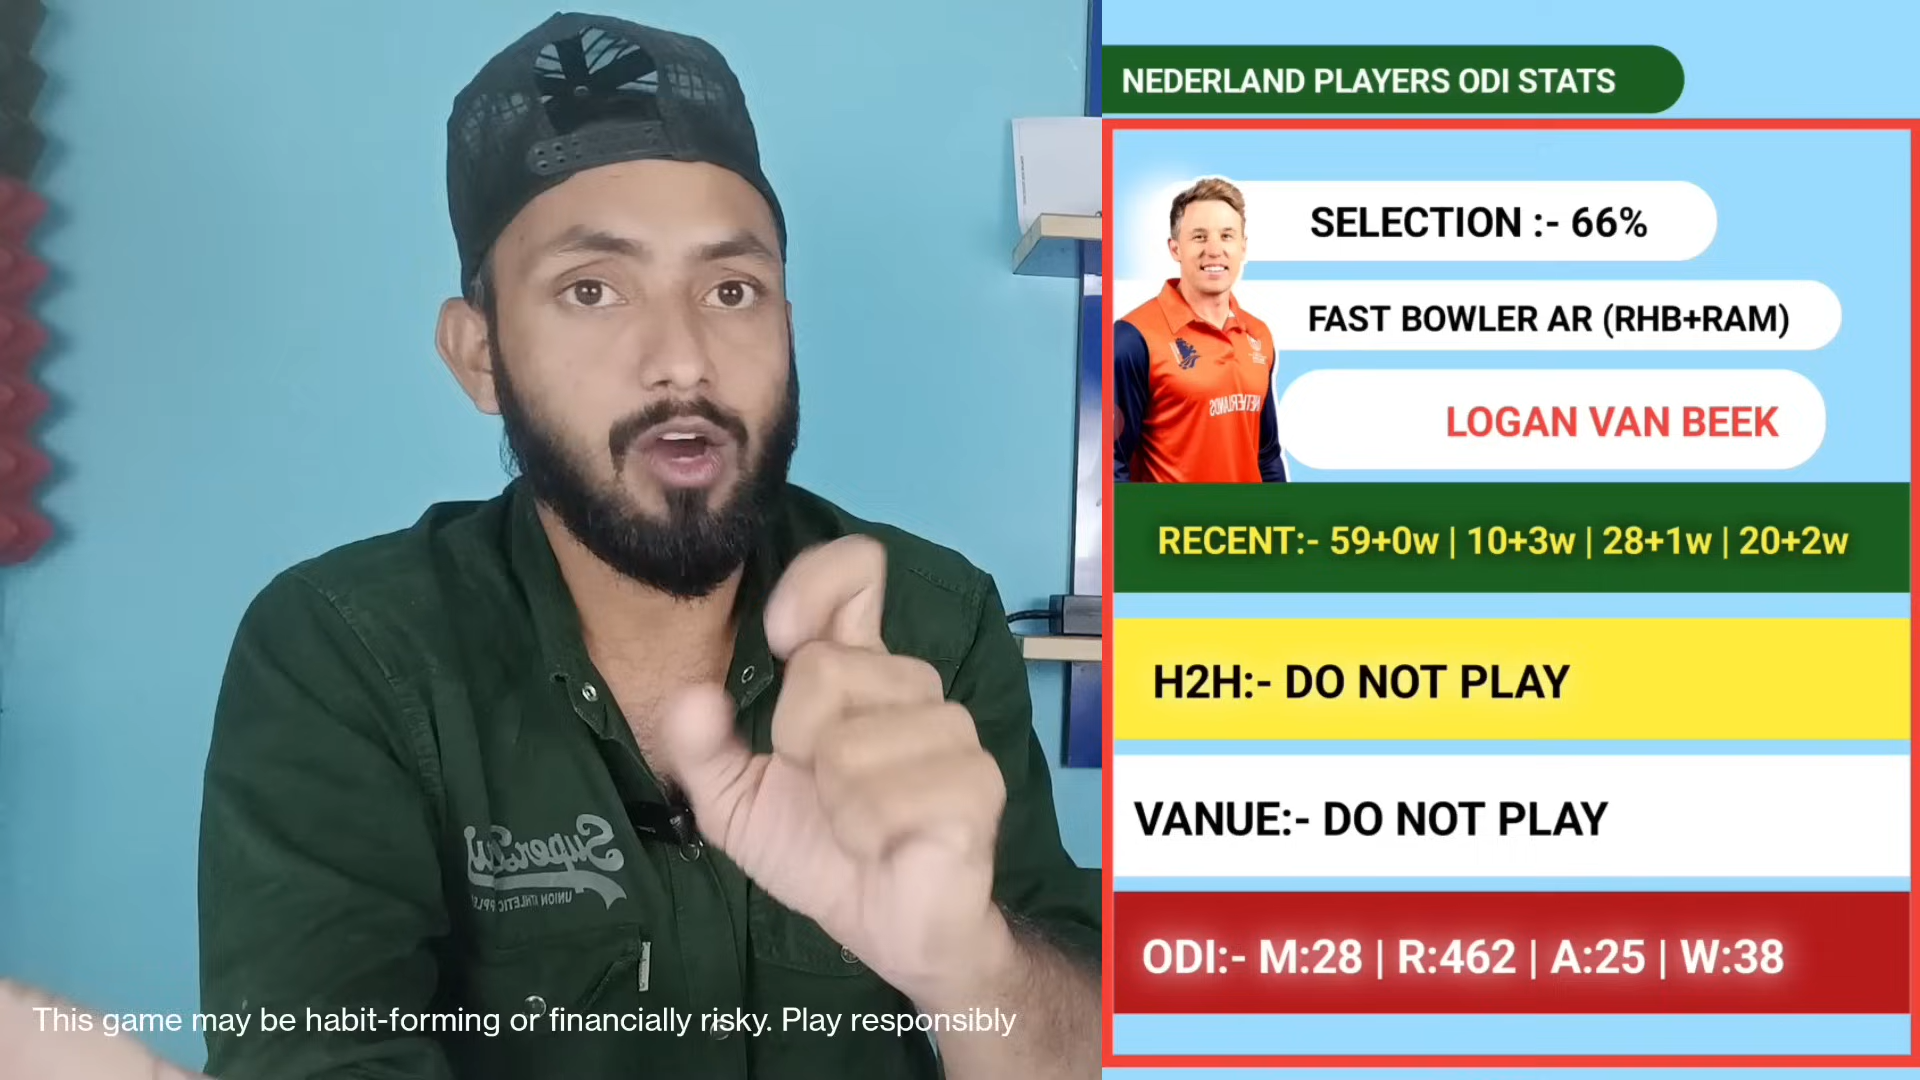 NEDERLAND PLAYERS ODI STATS
SELECTION :- 66%
FAST BOWLER AR (RHB+RAM)
NETHERLANDS
LOGAN VAN BEEK
RECENT:- 59+0w | 10+3w | 28+1w | 20+2w
H2H:- DO NOT PLAY
VANUE:- DO NOT PLAY
ODI:- M:28 | R:462 | A:25 | W:38
This game may be habit-forming or financially risky. Play responsibly